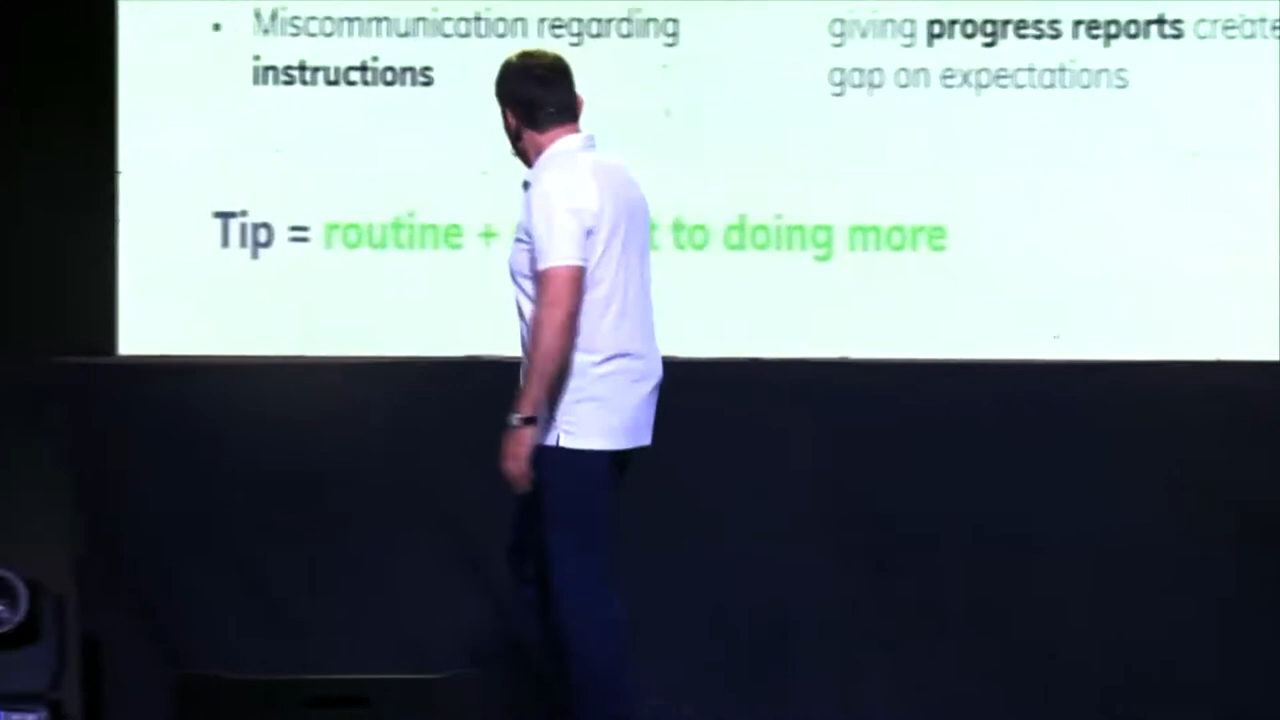 • Miscommunication regarding
instructions
giving progress reports create
gap on expectations
Tip = routine + t to doing more